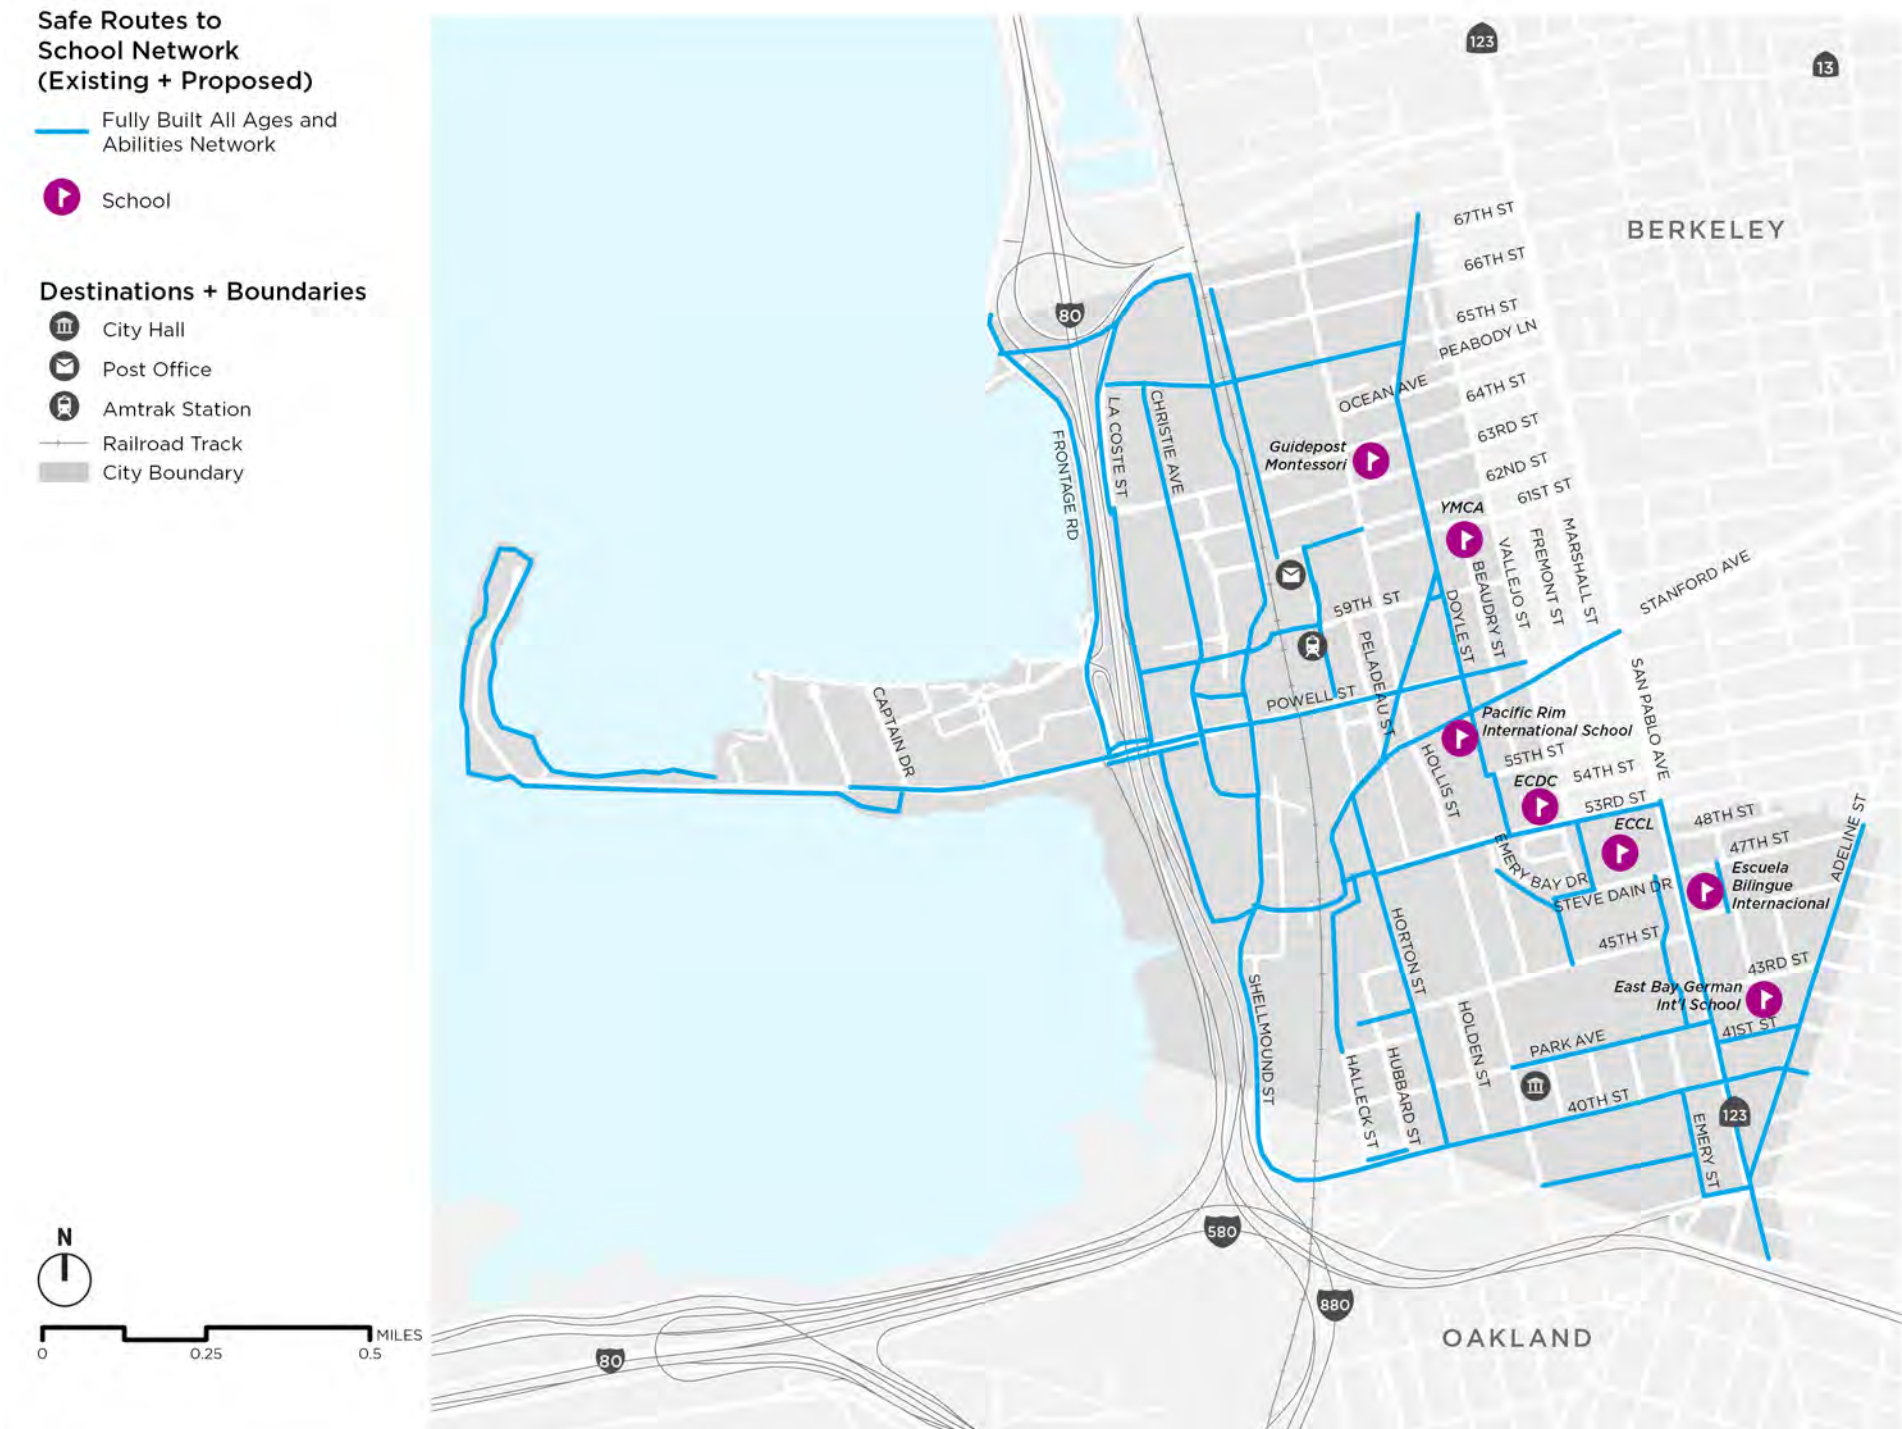 Safe Routes to
School Network
(Existing + Proposed)
Fully Built All Ages and
Abilities Network
School
Destinations + Boundaries
City Hall
Post Office
Amtrak Station
Railroad Track
City Boundary
N
MILES
0
0.25
0.5
123
13
BERKELEY
67TH ST
66TH ST
65TH ST
PEABODY LN
OCEAN AVE
64TH ST
63RD ST
62ND ST
61ST ST
80
LA COSTE ST
CHRISTIE AVE
FRONTAGE RD
Guidepost
Montessori
YMCA
MARSHALL ST
FREMONT ST
VALLEJO ST
BEAUDRY ST
DOYLE ST
STANFORD AVE
59TH ST
PELADEAU ST
POWELL ST
CAPTAIN DR
SAN PABLO AVE
Pacific Rim
International School
55TH ST
54TH ST
HOLLIS ST
ECDC
53RD ST
ECCL
48TH ST
47TH ST
ADELINE ST
EMERY BAY DR
STEVE DAIN DR
Escuela
Bilingue
Internacional
45TH ST
43RD ST
HORTON ST
East Bay German
Int'l School
41ST ST
SHELLMOUND ST
HOLDEN ST
PARK AVE
HALLECK ST
HUBBARD ST
40TH ST
123
EMERY ST
580
880
80
OAKLAND